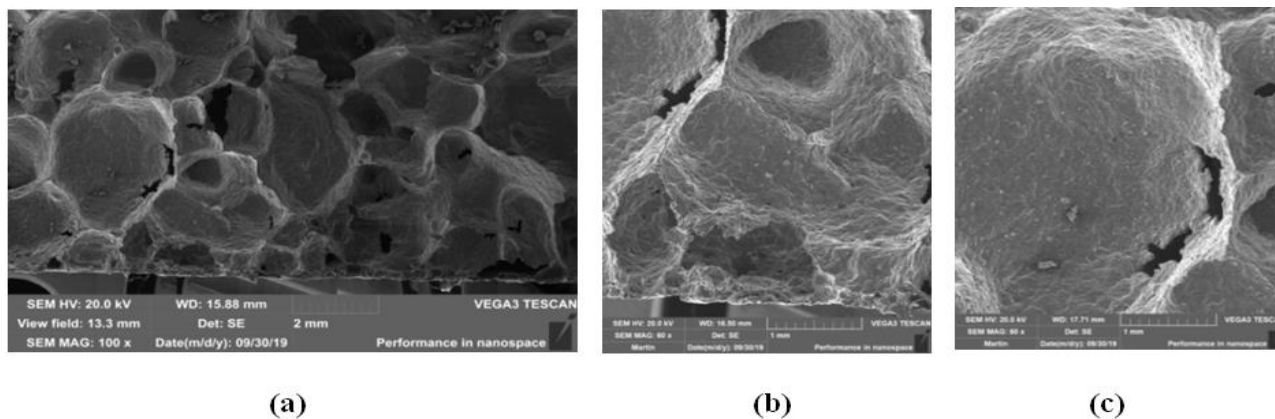 SEM HV: 20.0 kV WD: 15.88 mm VEGA3 TESCAN
View field: 13.3 mm Det: SE 2 mm
SEM MAG: 100 x Date(m/d/y): 09/30/19 Performance in nanospace
SEM HV: 20.0 kV WD: 16.50 mm VEGA3 TESCAN
SEM MAG: 60 x Det: SE 1 mm
Martin Date(m/d/y): 09/30/19 Performance in nanospace
SEM HV: 20.0 kV WD: 17.71 mm VEGA3 TESCAN
SEM MAG: 60 x Det: SE 1 mm
Martin Date(m/d/y): 09/30/19 Performance in nanospace
(a) (b) (c)